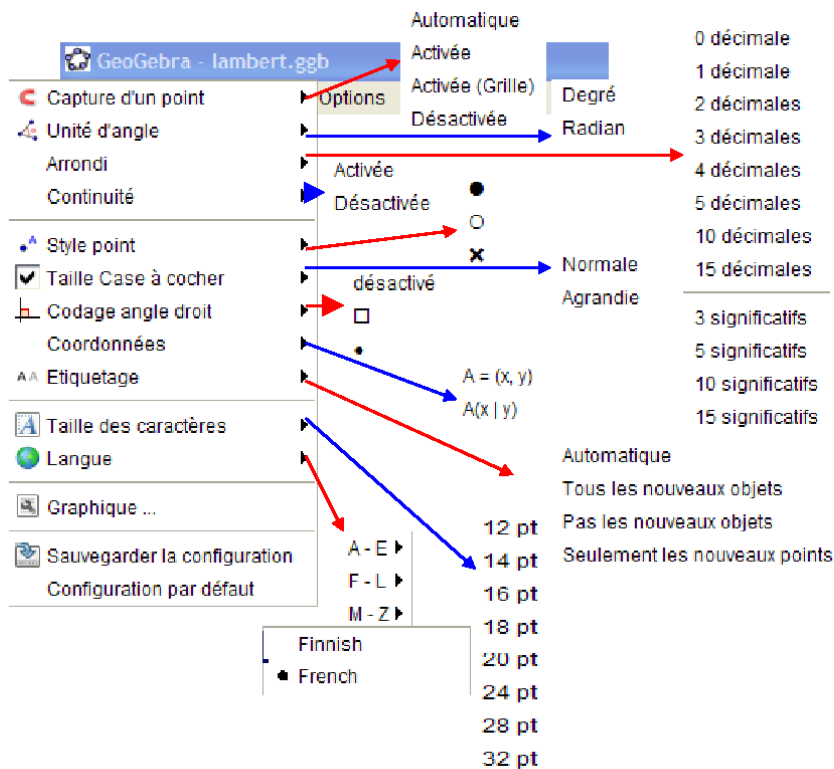 GeoGebra - lambert.ggb
Options
Capture d'un point
Unité d'angle
Arrondi
Continuité
Style point
Taille Case à cocher
Codage angle droit
Coordonnées
AA Etiquetage
Taille des caractères
Langue
Graphique ...
Sauvegarder la configuration
Configuration par défaut
Automatique
Activée
Activée (Grille)
Désactivée
Degré
Radian
0 décimale
1 décimale
2 décimales
3 décimales
4 décimales
5 décimales
10 décimales
15 décimales
3 significatifs
5 significatifs
10 significatifs
15 significatifs
Activée
Désactivée
Normale
Agrandie
désactivé
A = (x, y)
A(x | y)
Automatique
Tous les nouveaux objets
Pas les nouveaux objets
Seulement les nouveaux points
12 pt
14 pt
16 pt
18 pt
20 pt
24 pt
28 pt
32 pt
A - E
F - L
M - Z
Finnish
French